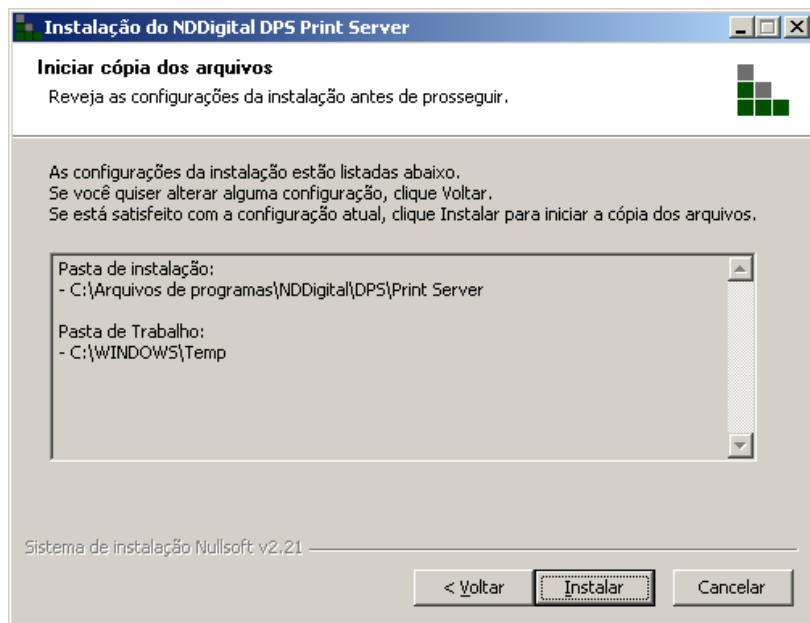 Instalação do NDDigital DPS Print Server
Iniciar cópia dos arquivos
Reveja as configurações da instalação antes de prosseguir.
As configurações da instalação estão listadas abaixo.
Se você quiser alterar alguma configuração, clique Voltar.
Se está satisfeito com a configuração atual, clique Instalar para iniciar a cópia dos arquivos.
Pasta de instalação:
- C:\Arquivos de programas\NDDigital\DPS\Print Server
Pasta de Trabalho:
- C:\WINDOWS\Temp
Sistema de instalação Nullsoft v2.21
< Voltar Instalar Cancelar